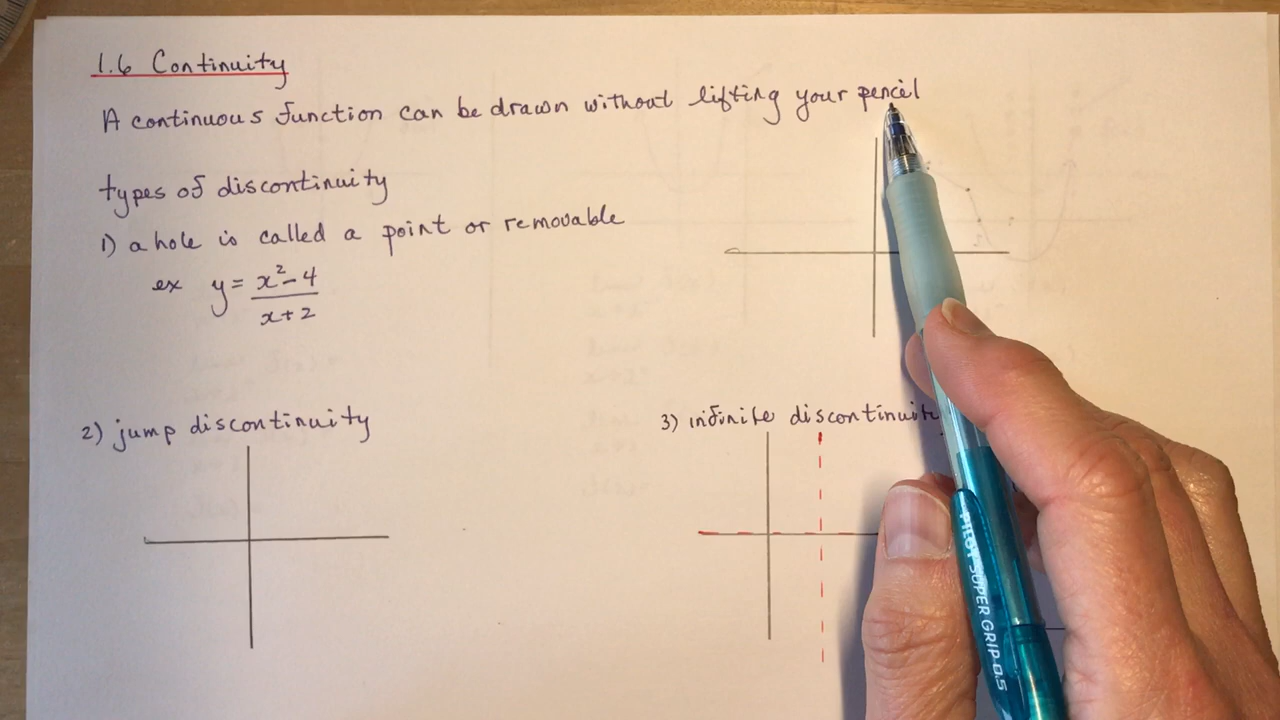 1.6 Continuity
A continuous function can be drawn without lifting your pencil
types of discontinuity
1) a hole is called a point or removable
ex y = x² - 4
x + 2
2) jump discontinuity
3) infinite discontinuity
PILOT SUPER GRIP 0.5